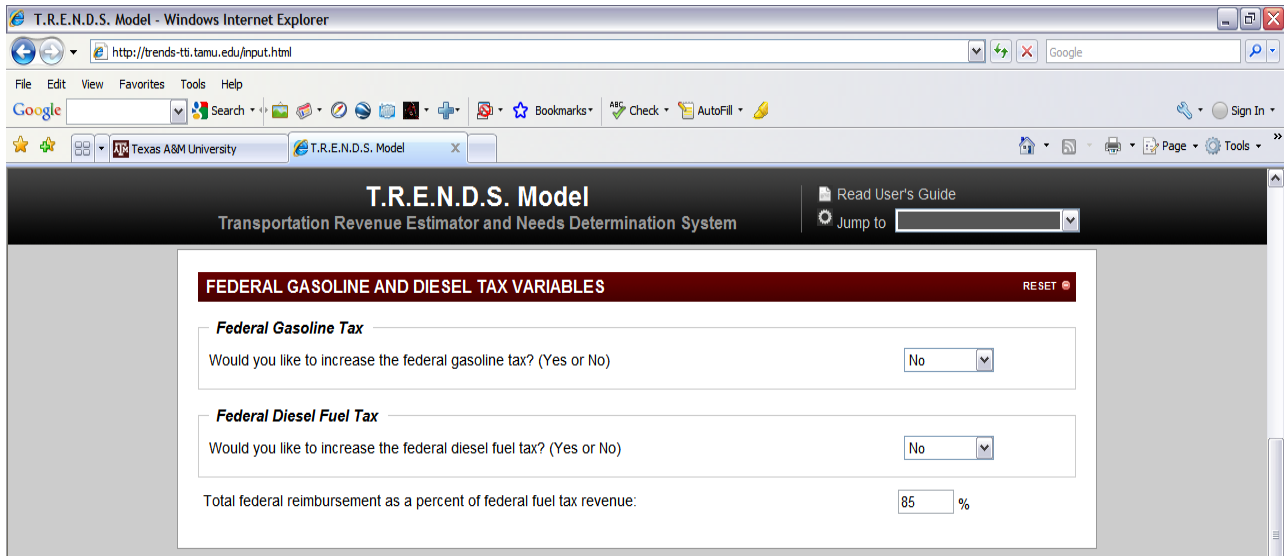 T.R.E.N.D.S. Model - Windows Internet Explorer
http://trends-tti.tamu.edu/input.html
Google
File Edit View Favorites Tools Help
Google Search Bookmarks ABC Check AutoFill Sign In
Texas A&M University T.R.E.N.D.S. Model X Page Tools »
T.R.E.N.D.S. Model
Transportation Revenue Estimator and Needs Determination System
Read User's Guide
Jump to
FEDERAL GASOLINE AND DIESEL TAX VARIABLES RESET
Federal Gasoline Tax
Would you like to increase the federal gasoline tax? (Yes or No) No
Federal Diesel Fuel Tax
Would you like to increase the federal diesel fuel tax? (Yes or No) No
Total federal reimbursement as a percent of federal fuel tax revenue: 85 %